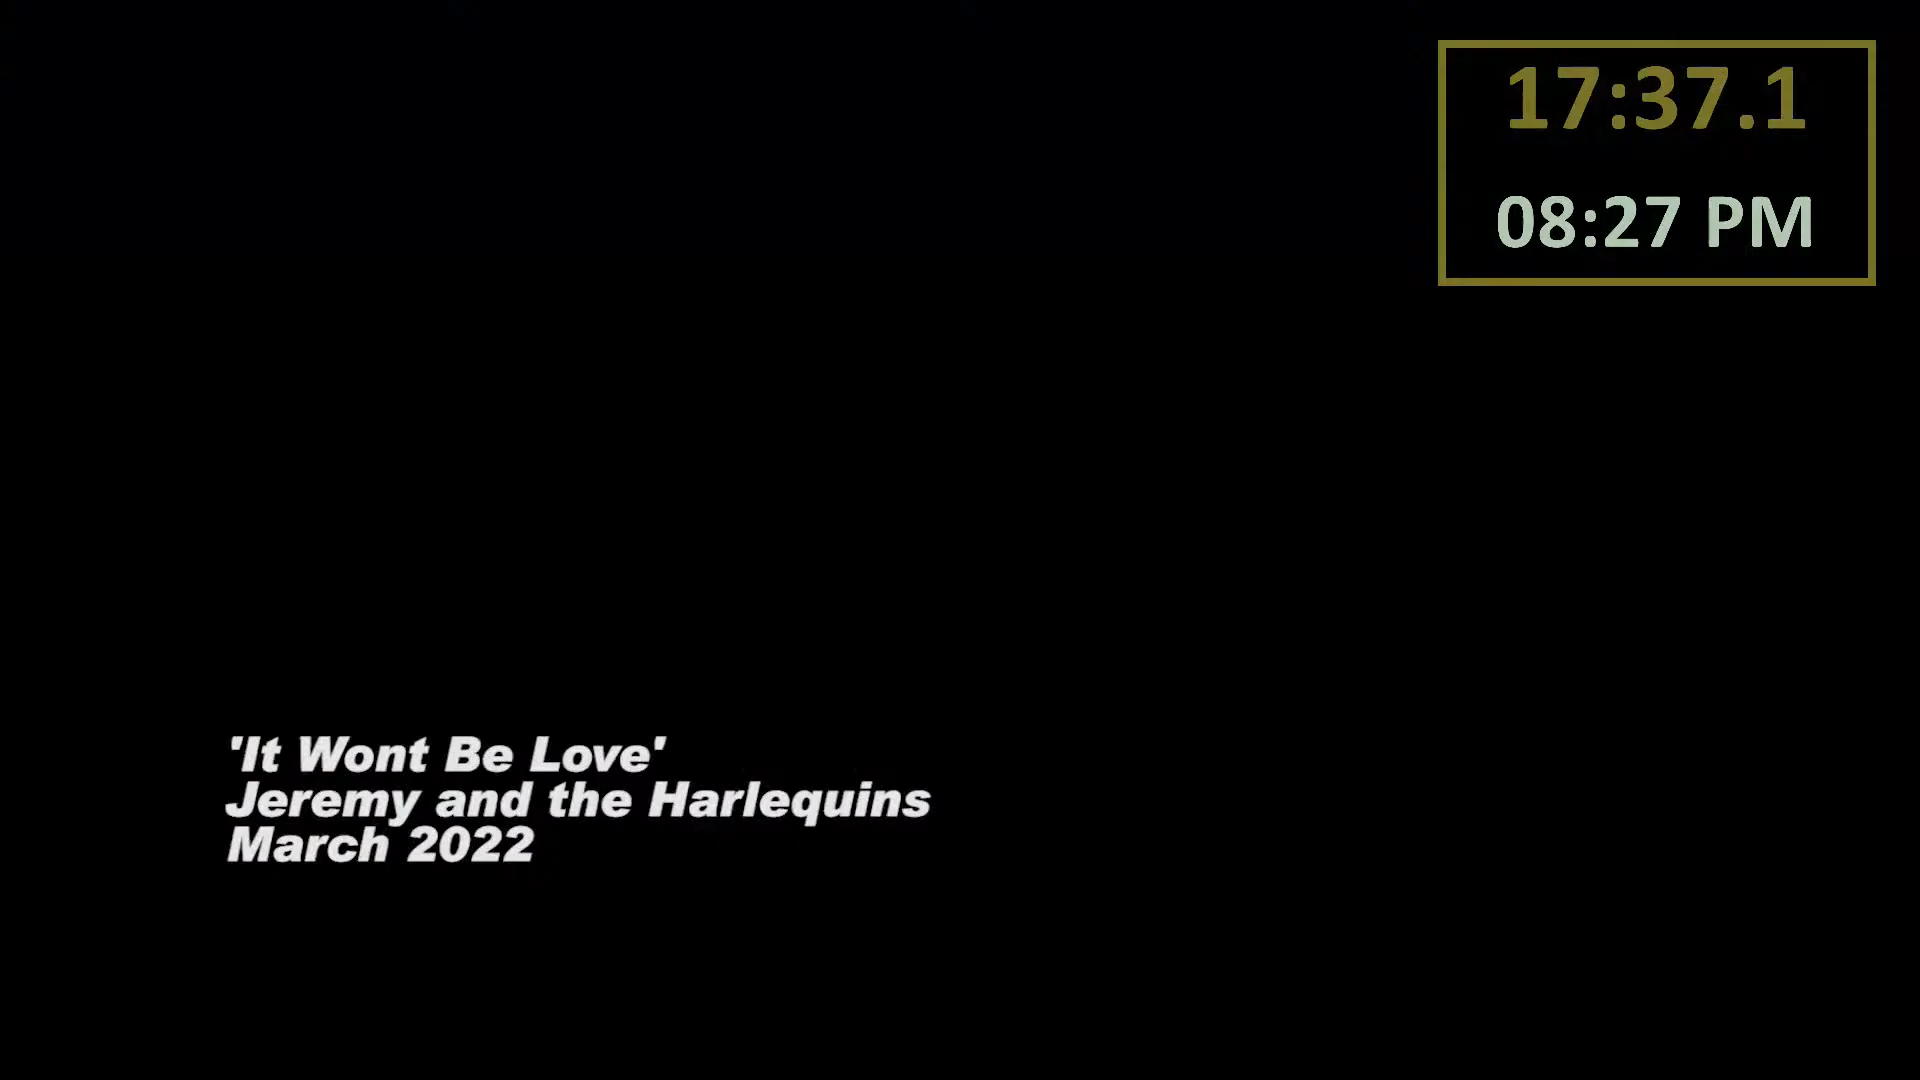 17:37.1
08:27 PM
'It Wont Be Love'
Jeremy and the Harlequins
March 2022